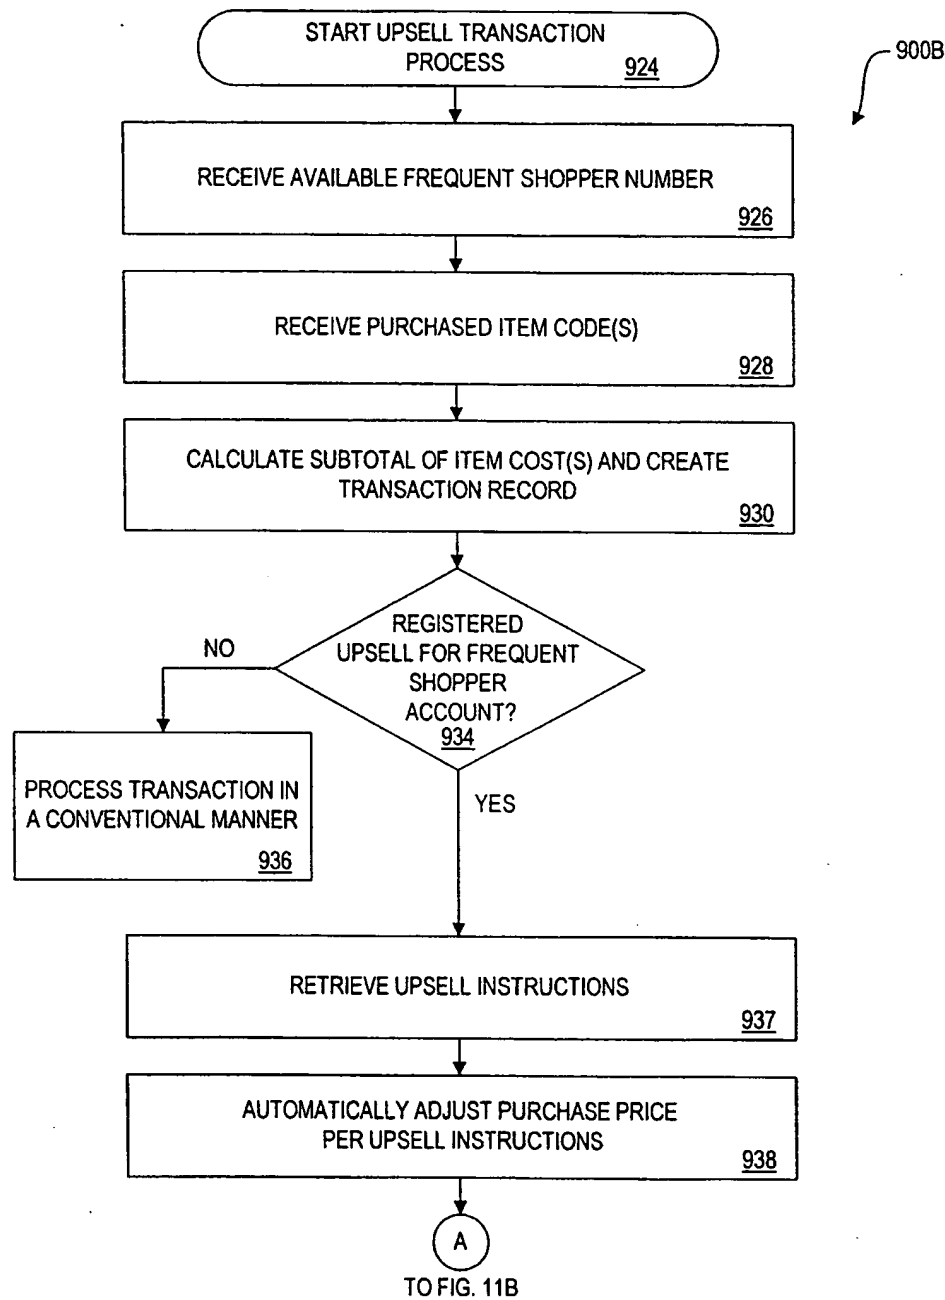 START UPSELL TRANSACTION
PROCESS
924
900B
RECEIVE AVAILABLE FREQUENT SHOPPER NUMBER
926
RECEIVE PURCHASED ITEM CODE(S)
928
CALCULATE SUBTOTAL OF ITEM COST(S) AND CREATE
TRANSACTION RECORD
930
REGISTERED
UPSELL FOR FREQUENT
SHOPPER
ACCOUNT?
934
NO
PROCESS TRANSACTION IN
A CONVENTIONAL MANNER
936
YES
RETRIEVE UPSELL INSTRUCTIONS
937
AUTOMATICALLY ADJUST PURCHASE PRICE
PER UPSELL INSTRUCTIONS
938
A
TO FIG. 11B